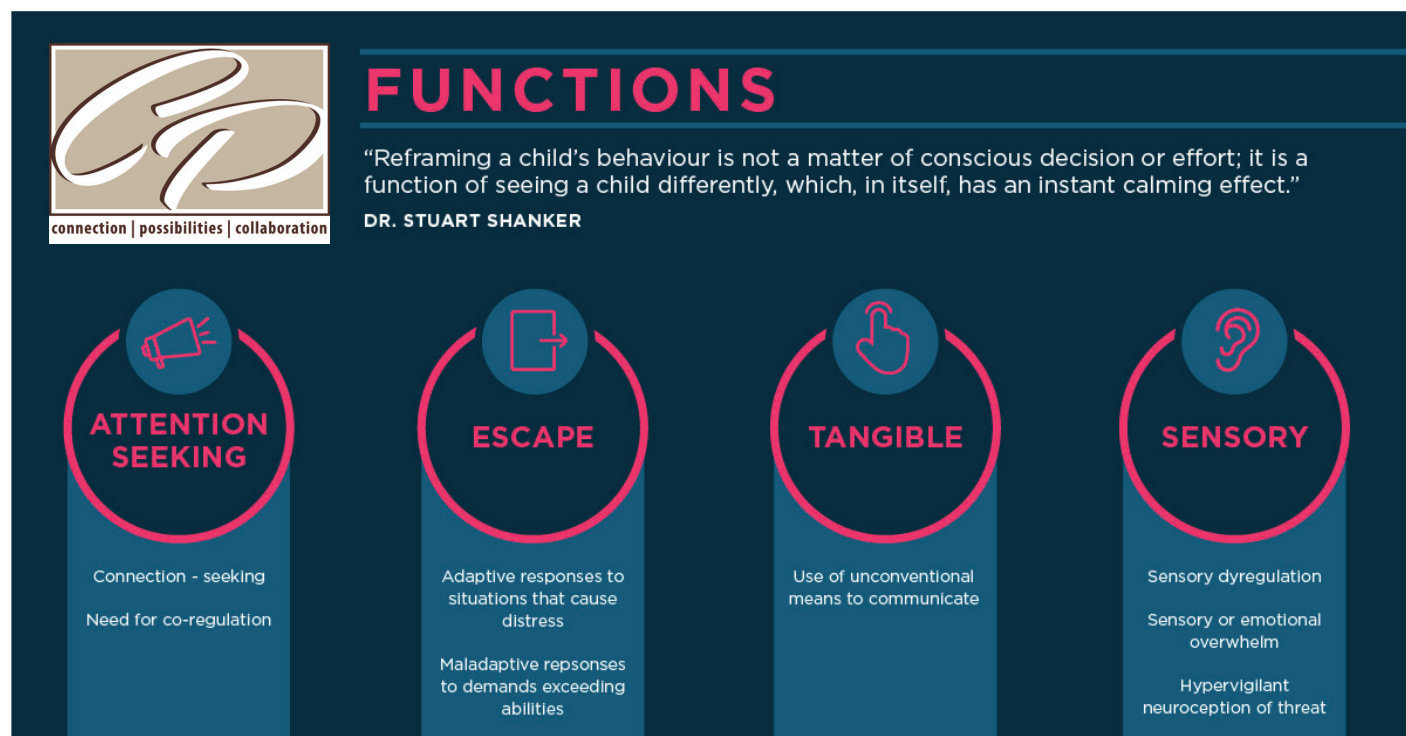 connection | possibilities | collaboration
FUNCTIONS
“Reframing a child’s behaviour is not a matter of conscious decision or effort; it is a
function of seeing a child differently, which, in itself, has an instant calming effect.”
DR. STUART SHANKER
ATTENTION
SEEKING
Connection - seeking
Need for co-regulation
ESCAPE
Adaptive responses to
situations that cause
distress
Maladaptive repsonses
to demands exceeding
abilities
TANGIBLE
Use of unconventional
means to communicate
SENSORY
Sensory dyregulation
Sensory or emotional
overwhelm
Hypervigilant
neuroception of threat